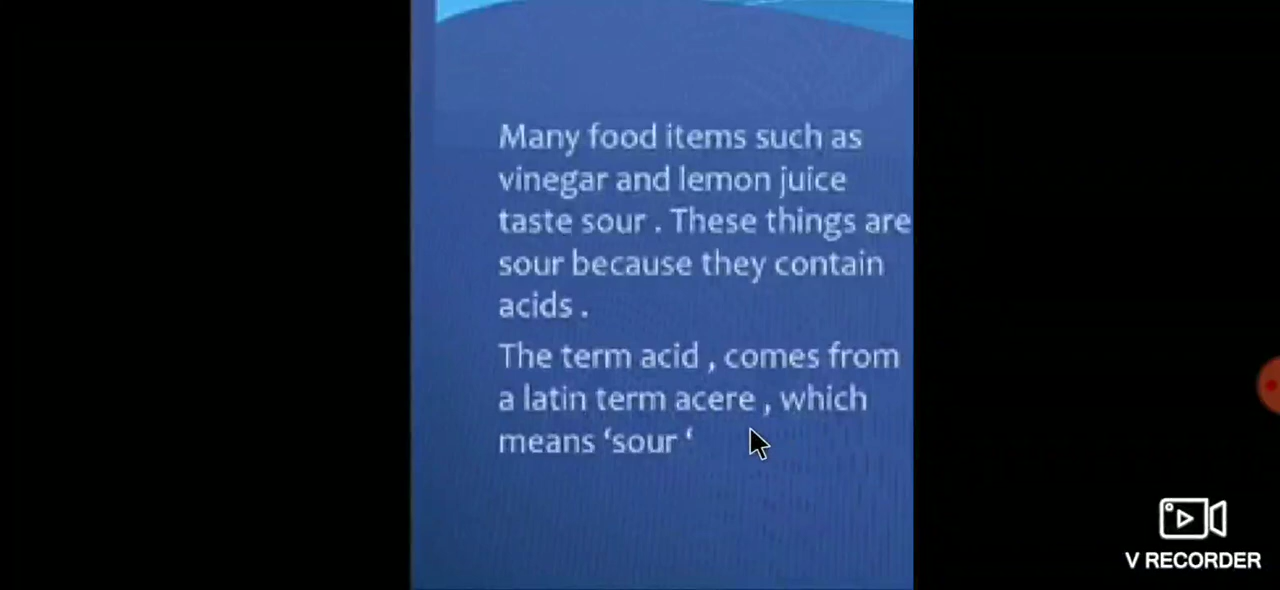 Many food items such as
vinegar and lemon juice
taste sour . These things are
sour because they contain
acids .
The term acid , comes from
a latin term acere , which
means ‘sour ‘
V RECORDER